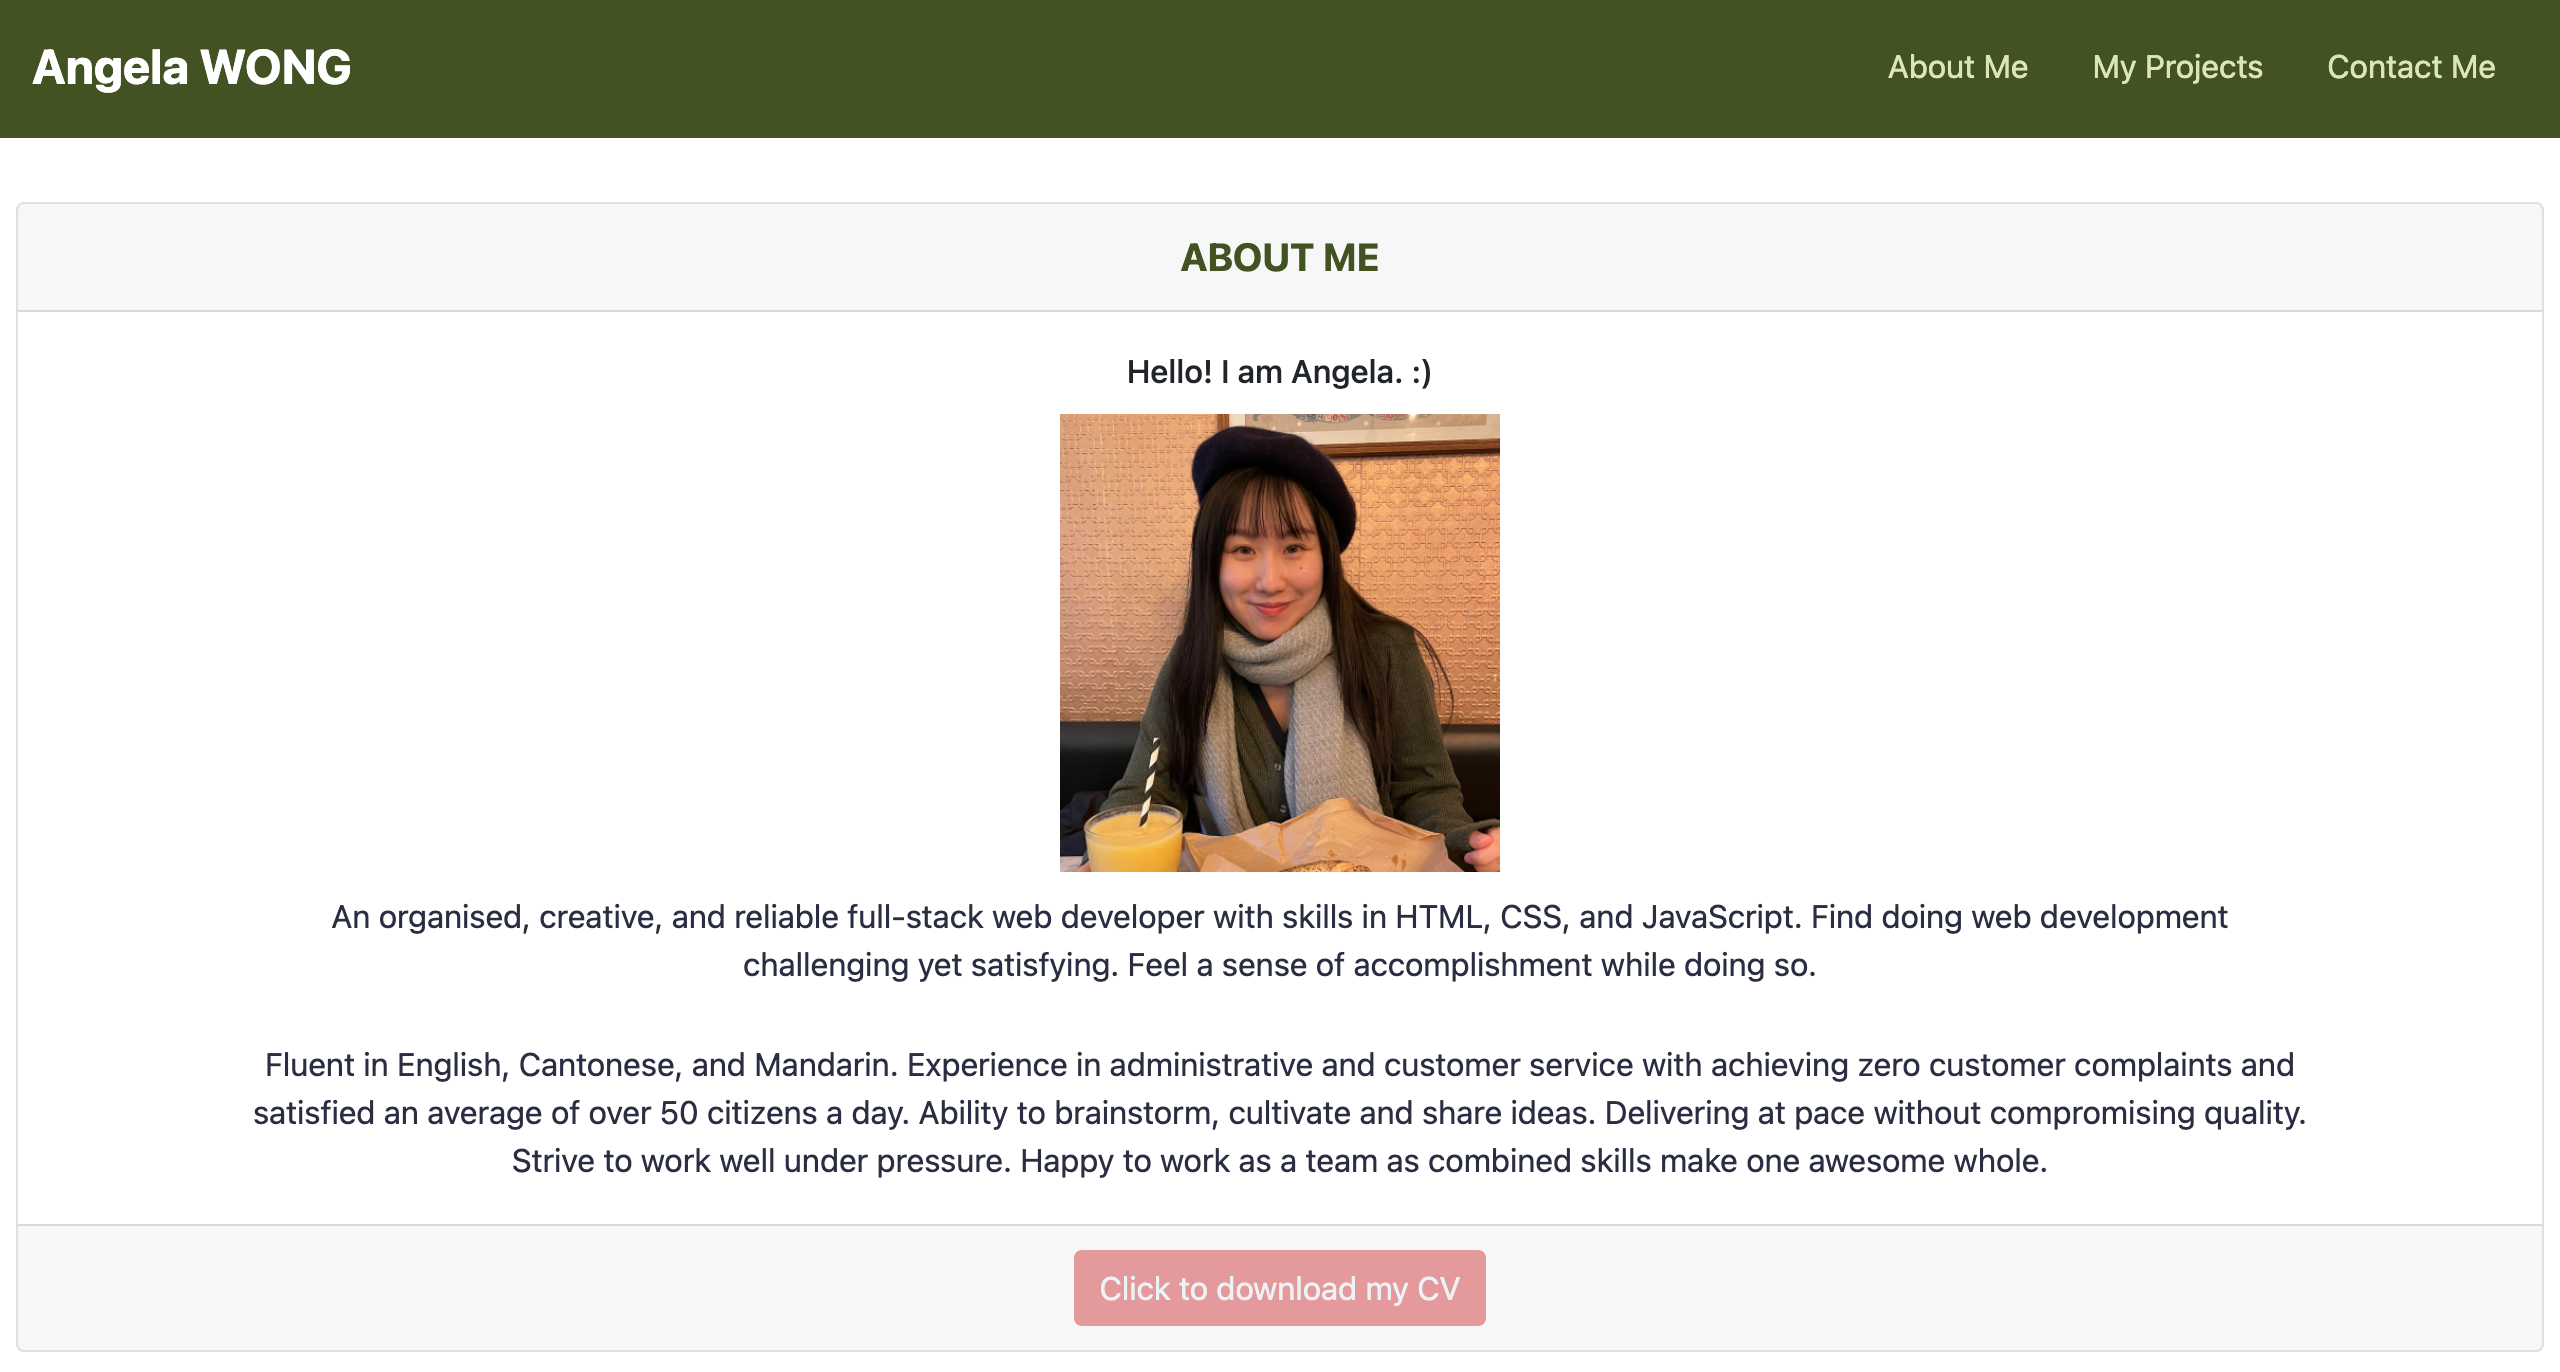 Angela WONG
About Me
My Projects
Contact Me
ABOUT ME
Hello! I am Angela. :)
An organised, creative, and reliable full-stack web developer with skills in HTML, CSS, and JavaScript. Find doing web development
challenging yet satisfying. Feel a sense of accomplishment while doing so.
Fluent in English, Cantonese, and Mandarin. Experience in administrative and customer service with achieving zero customer complaints and
satisfied an average of over 50 citizens a day. Ability to brainstorm, cultivate and share ideas. Delivering at pace without compromising quality.
Strive to work well under pressure. Happy to work as a team as combined skills make one awesome whole.
Click to download my CV